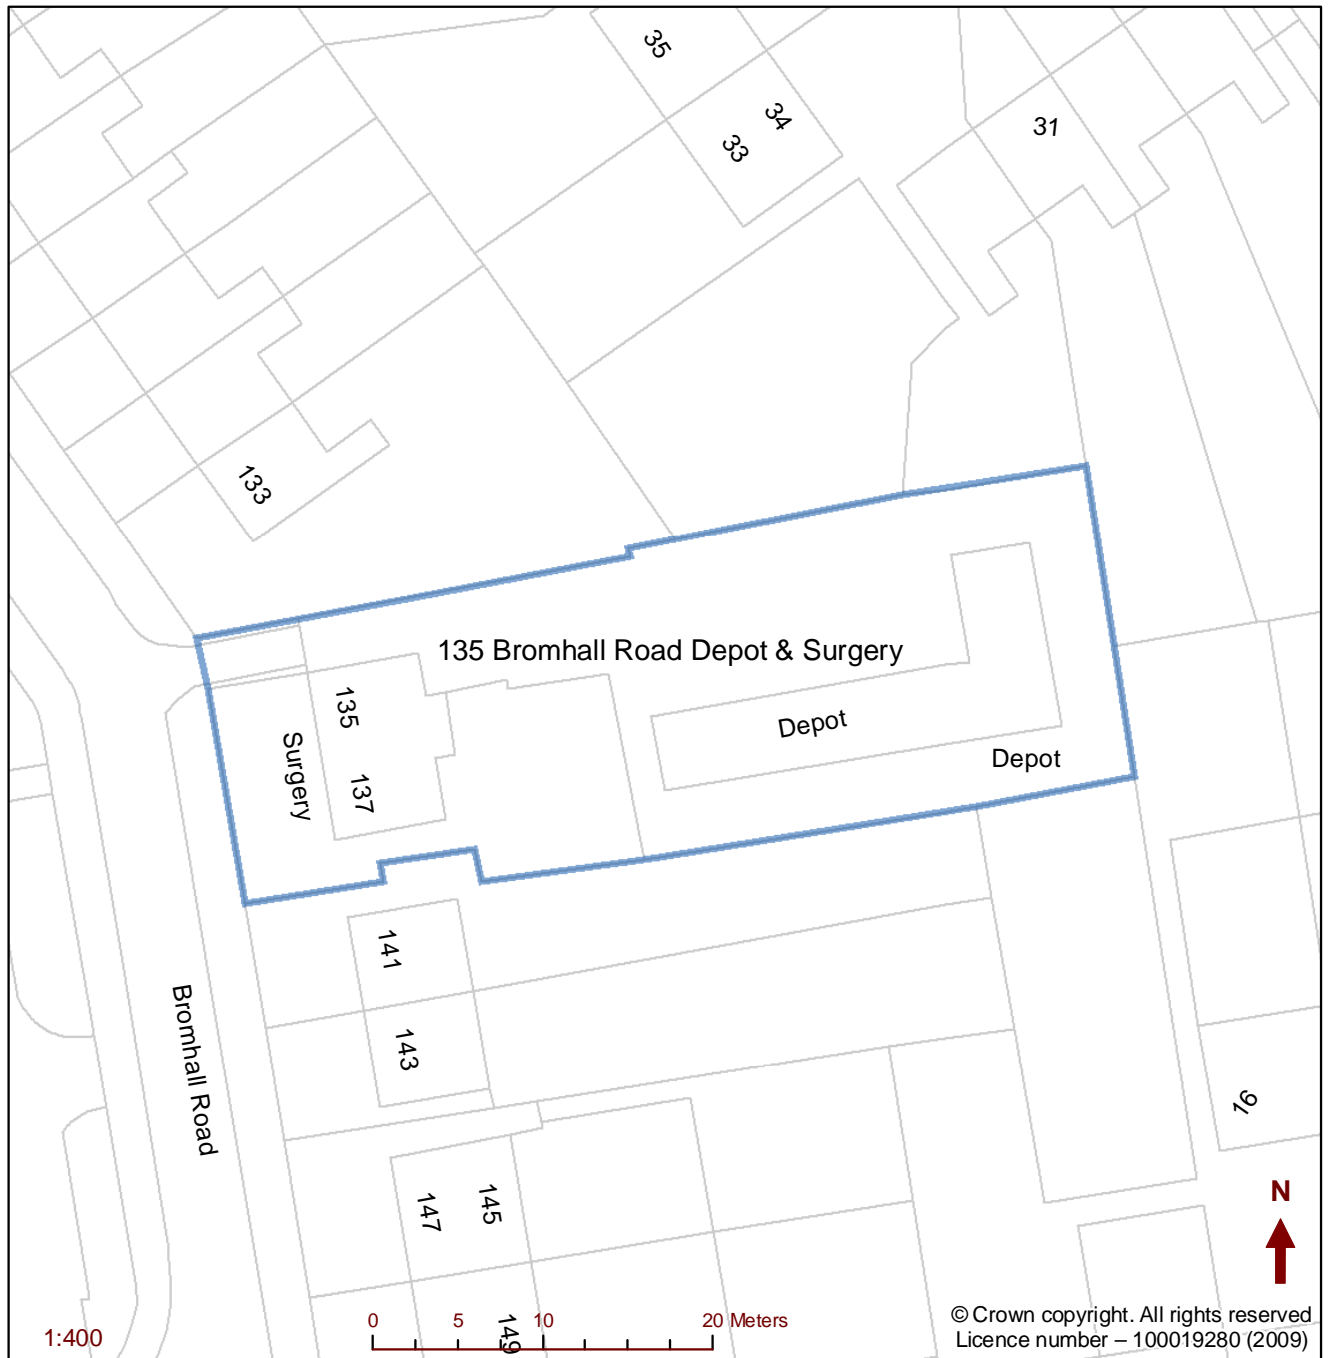 35
34
33
31
133
135 Bromhall Road Depot & Surgery
135
Depot
Surgery
Depot
137
141
Bromhall Road
143
16
N
147
145
149
0 5 10 20 Meters
1:400
© Crown copyright. All rights reserved
Licence number – 100019280 (2009)